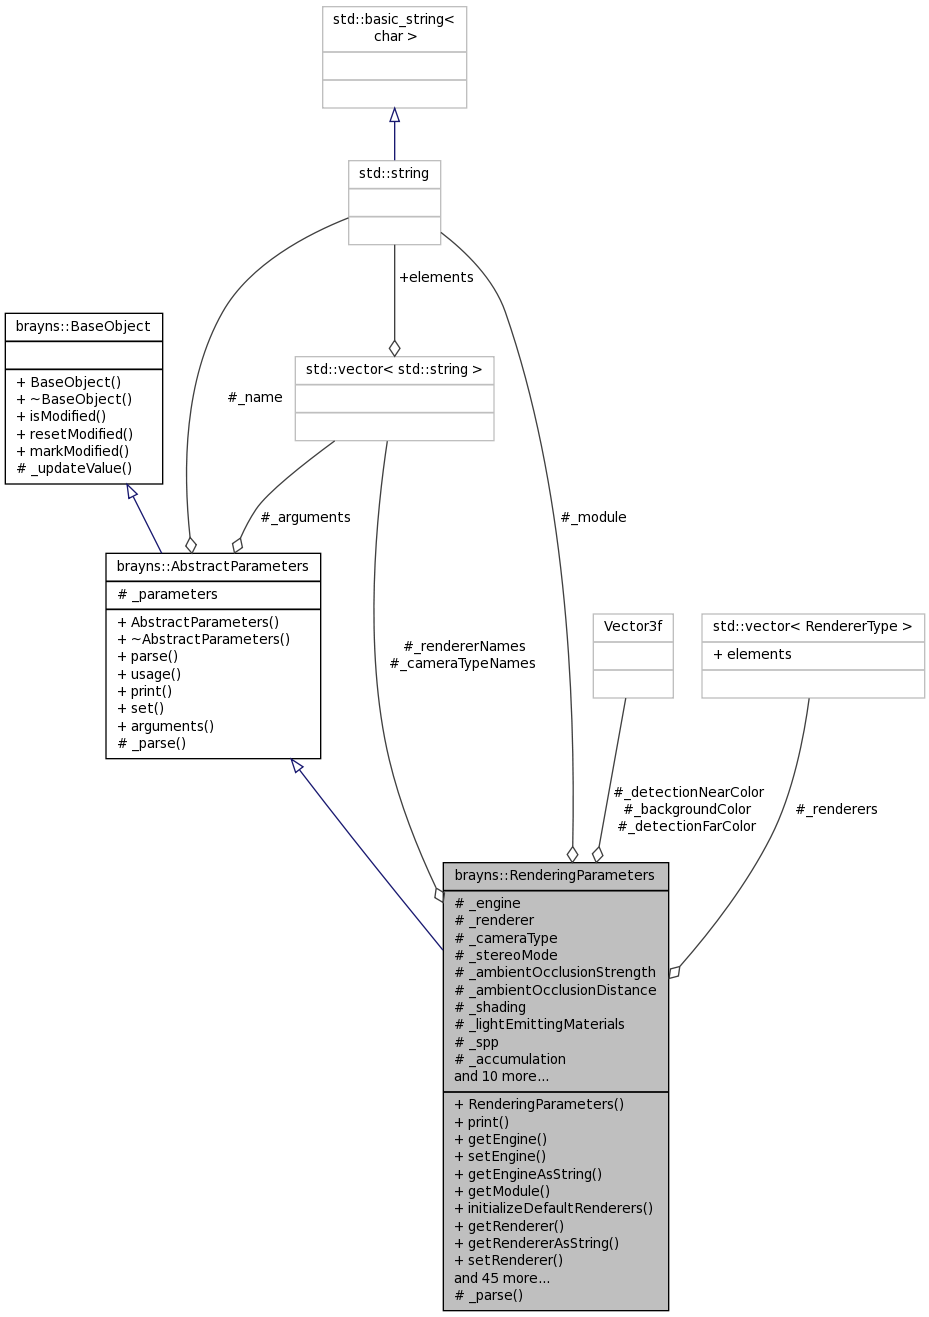 std::basic_string<
char >
std::string
+elements
brayns::BaseObject
+ BaseObject()
+ ~BaseObject()
+ isModified()
+ resetModified()
+ markModified()
# _updateValue()
std::vector< std::string >
#_name
#_arguments
#_module
brayns::AbstractParameters
# _parameters
+ AbstractParameters()
+ ~AbstractParameters()
+ parse()
+ usage()
+ print()
+ set()
+ arguments()
# _parse()
#_rendererNames
#_cameraTypeNames
Vector3f
std::vector< RendererType >
+ elements
#_detectionNearColor
#_backgroundColor
#_detectionFarColor
#_renderers
brayns::RenderingParameters
# _engine
# _renderer
# _cameraType
# _stereoMode
# _ambientOcclusionStrength
# _ambientOcclusionDistance
# _shading
# _lightEmittingMaterials
# _spp
# _accumulation
and 10 more...
+ RenderingParameters()
+ print()
+ getEngine()
+ setEngine()
+ getEngineAsString()
+ getModule()
+ initializeDefaultRenderers()
+ getRenderer()
+ getRendererAsString()
+ setRenderer()
and 45 more...
# _parse()